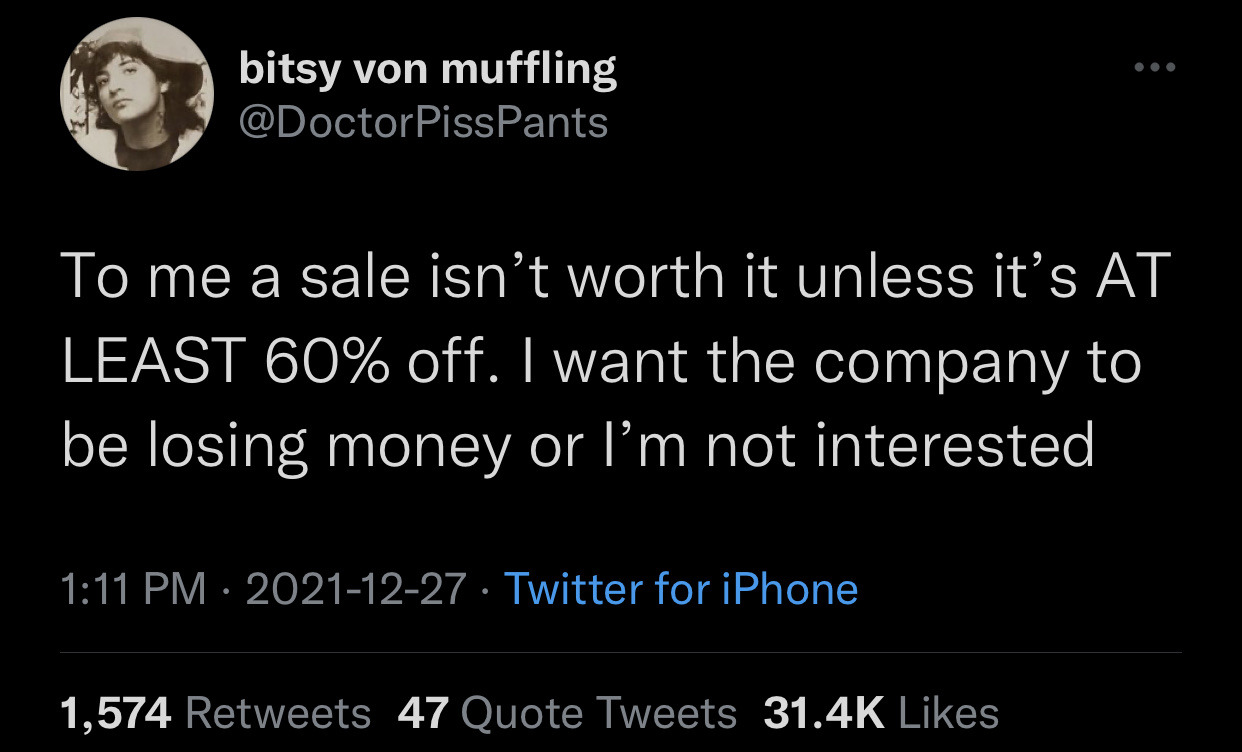 bitsy von muffling
@DoctorPissPants
To me a sale isn’t worth it unless it’s AT
LEAST 60% off. I want the company to
be losing money or I’m not interested
1:11 PM · 2021-12-27 · Twitter for iPhone
1,574 Retweets 47 Quote Tweets 31.4K Likes